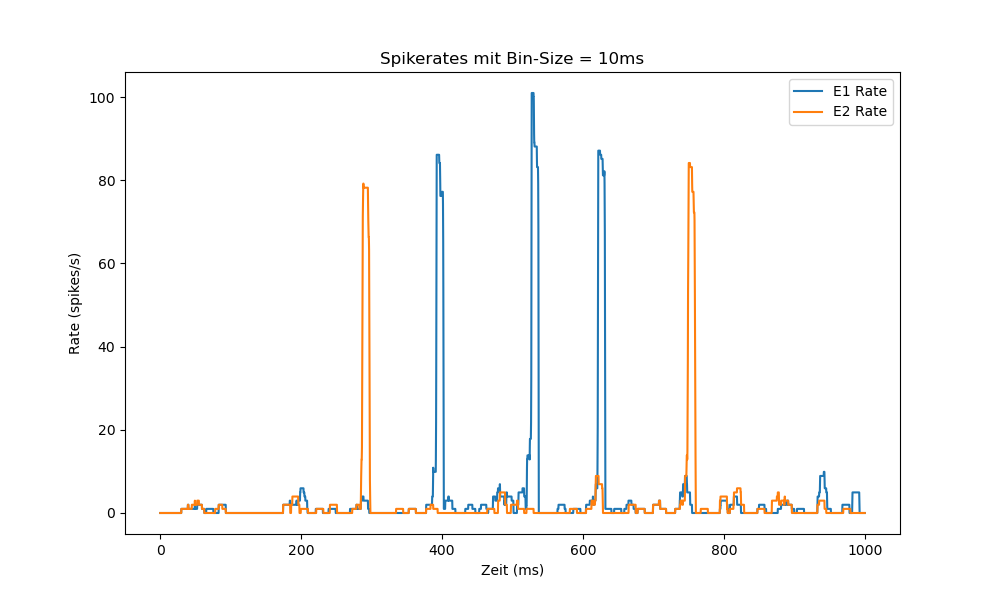 Spikerates mit Bin-Size = 10ms
E1 Rate
E2 Rate
100
80
60
40
20
0
Rate (spikes/s)
0 200 400 600 800 1000
Zeit (ms)